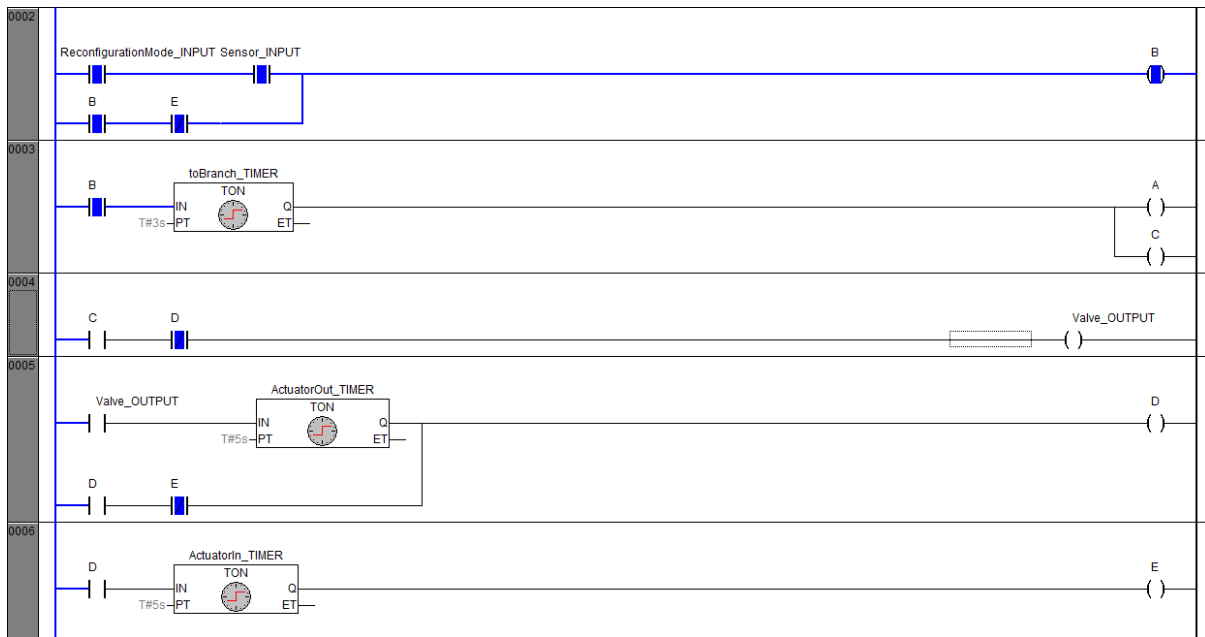 0002
ReconfigurationMode_INPUT Sensor_INPUT B
B E
0003
toBranch_TIMER
B TON A
IN Q
T#3s PT ET
C
0004
C D Valve_OUTPUT
0005
ActuatorOut_TIMER
Valve_OUTPUT TON D
IN Q
T#5s PT ET
D E
0006
ActuatorIn_TIMER
D TON E
IN Q
T#5s PT ET